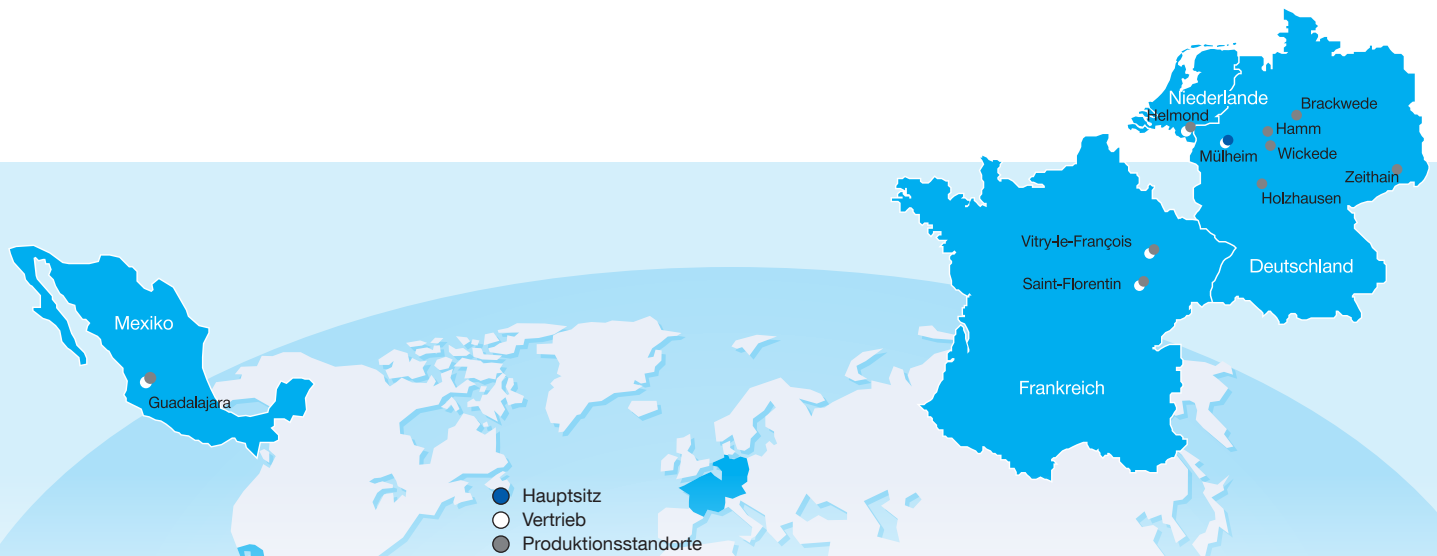 Niederlande
Helmond
Brackwede
Hamm
Mülheim
Wickede
Zeithain
Holzhausen
Vitry-le-François
Deutschland
Saint-Florentin
Mexiko
Frankreich
Guadalajara
Hauptsitz
Vertrieb
Produktionsstandorte